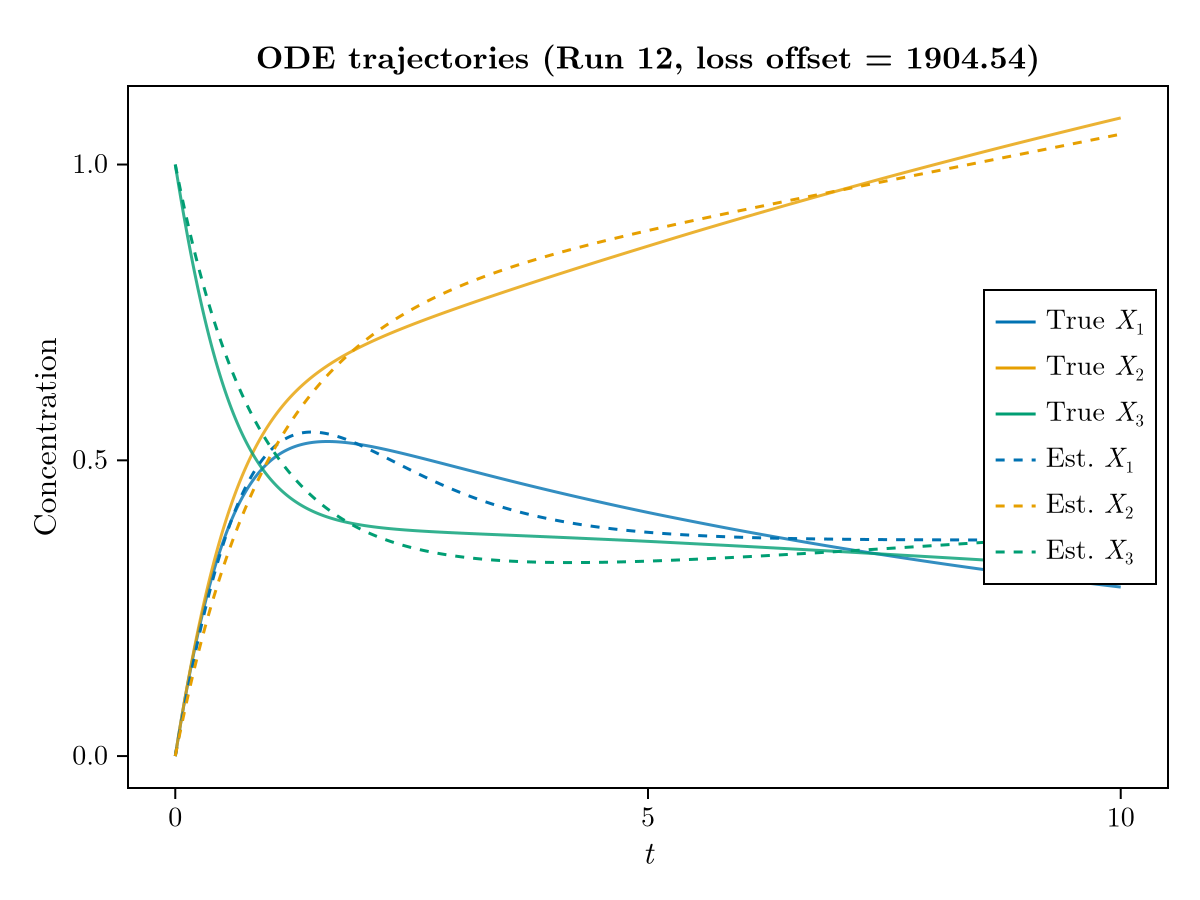 ODE trajectories (Run 12, loss offset = 1904.54)
Concentration
1.0
0.5
0.0
True X₁
True X₂
True X₃
Est. X₁
Est. X₂
Est. X₃
0 5 10
t